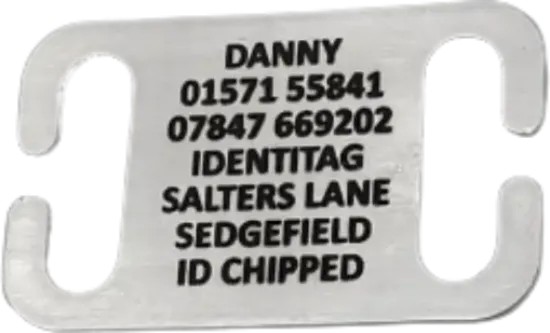 DANNY
01571 55841
07847 669202
IDENTITAG
SALTERS LANE
SEDGEFIELD
ID CHIPPED